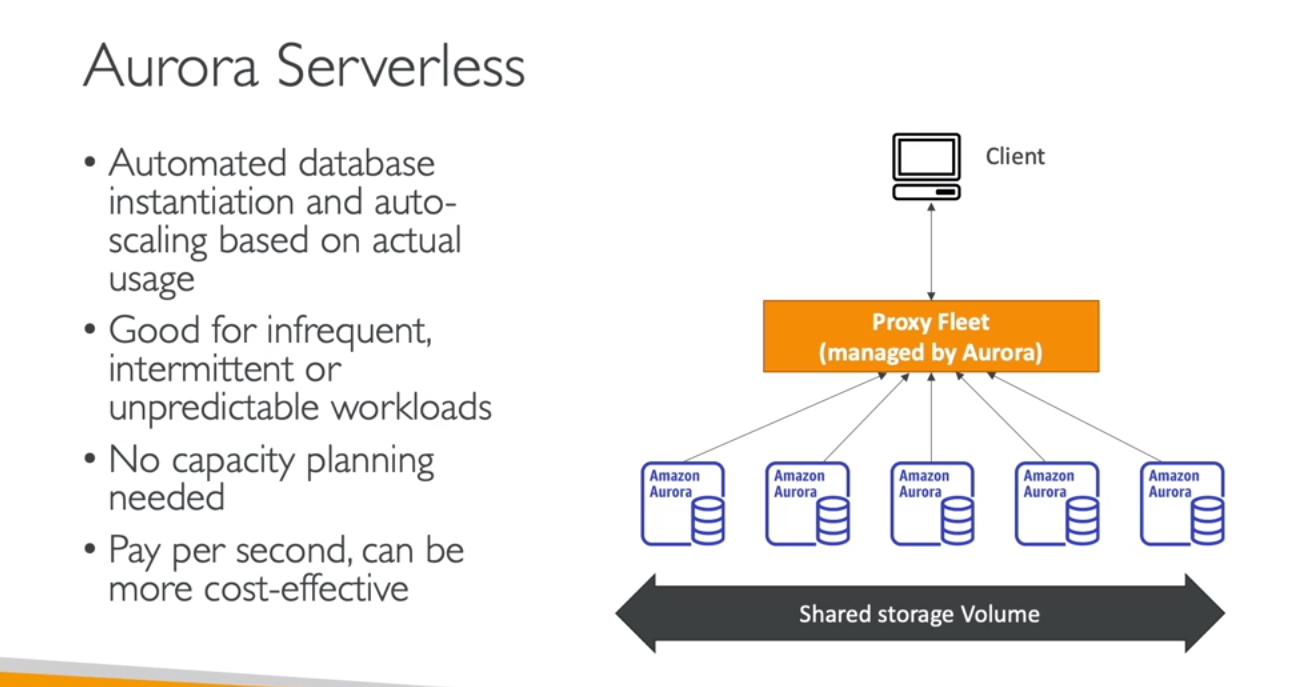 Aurora Serverless
• Automated database
instantiation and auto-
scaling based on actual
usage
• Good for infrequent,
intermittent or
unpredictable workloads
• No capacity planning
needed
• Pay per second, can be
more cost-effective
Client
Proxy Fleet
(managed by Aurora)
Amazon
Aurora
Amazon
Aurora
Amazon
Aurora
Amazon
Aurora
Amazon
Aurora
Shared storage Volume